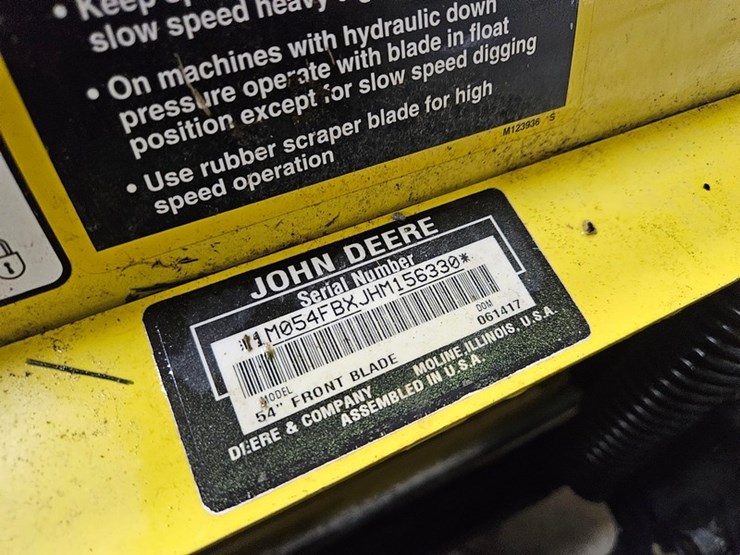 • Keep
slow speed heavy
• On machines with hydraulic down
pressure operate with blade in float
position except for slow speed digging
• Use rubber scraper blade for high
speed operation
M123936 S
JOHN DEERE
Serial Number
*1M054FBXJHM156330*
DOM
061417
MODEL
54" FRONT BLADE
DEERE & COMPANY MOLINE, ILLINOIS, U.S.A.
ASSEMBLED IN U.S.A.